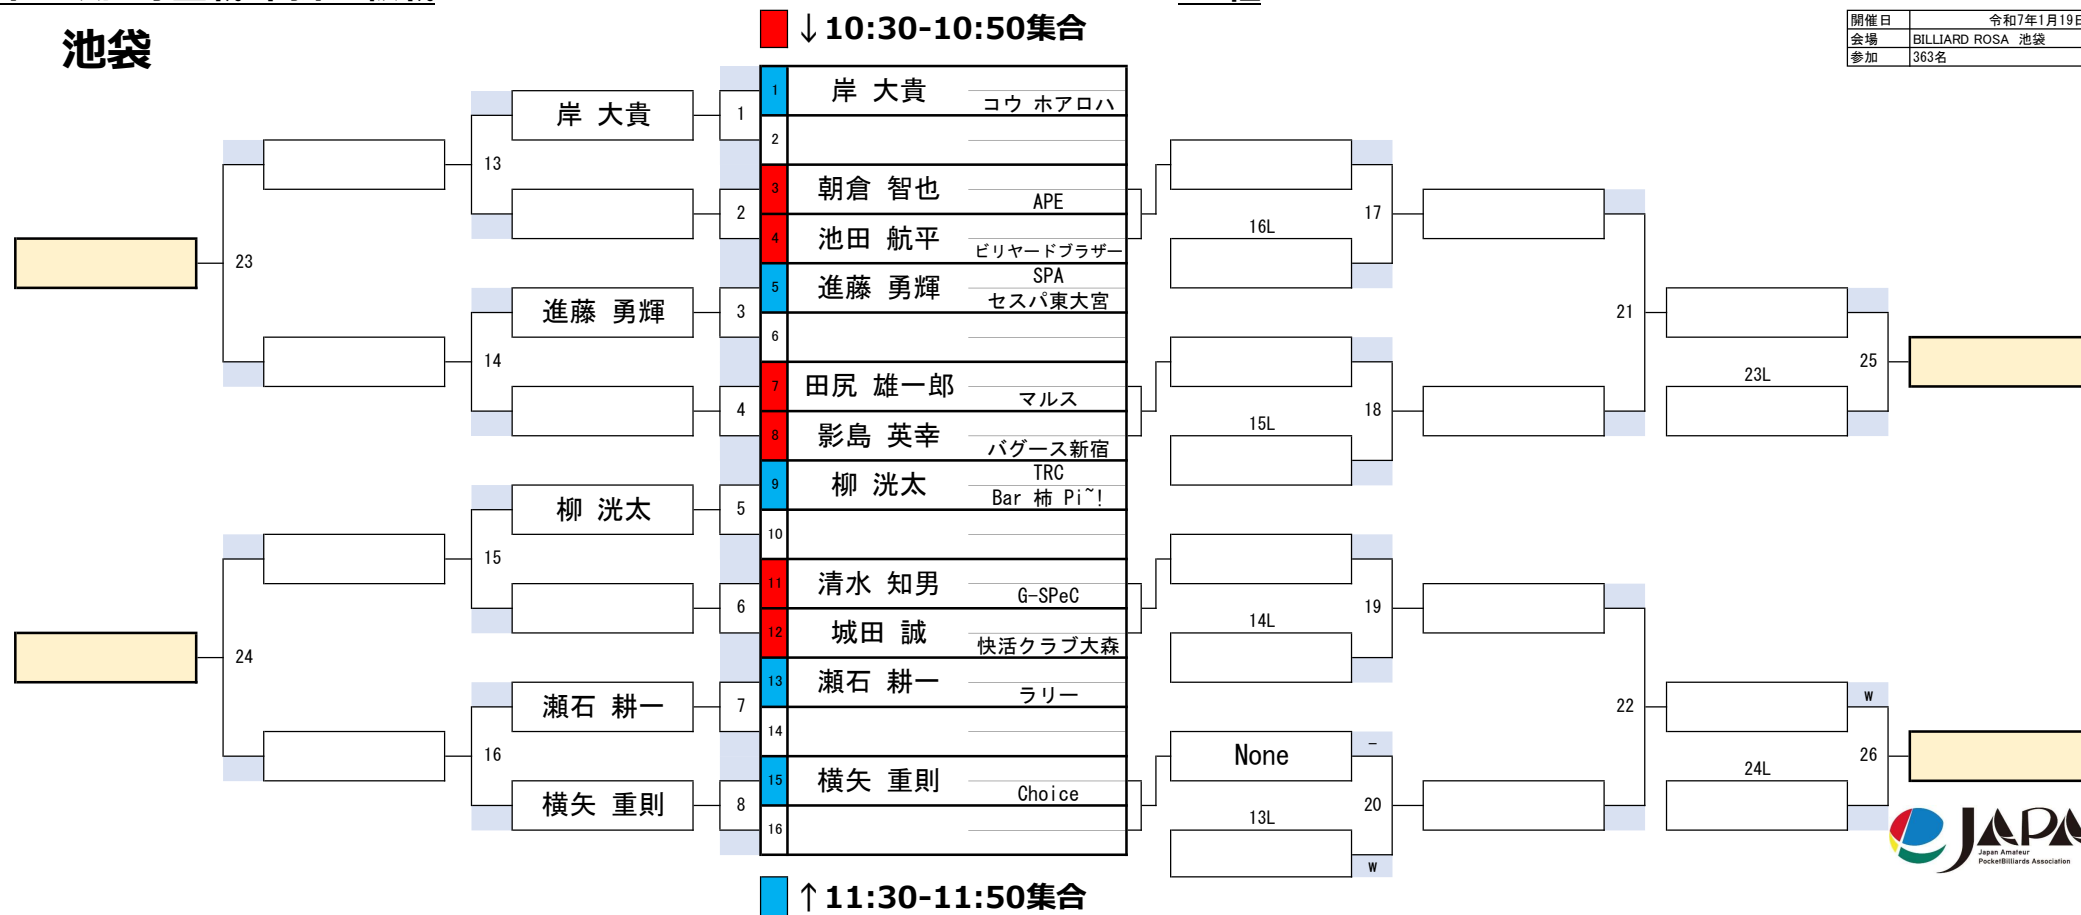 ↓10:30-10:50集合
池袋
開催日 令和7年1月19日
会場 BILLIARD ROSA 池袋
参加 363名
1 岸 大貴 コウ ホアロハ
2
3 朝倉 智也 APE
4 池田 航平 ビリヤードブラザー
5 進藤 勇輝 SPA
セスパ東大宮
6
7 田尻 雄一郎 マルス
8 影島 英幸 バグース新宿
9 柳 洸太 TRC
Bar 柿 Pi~!
10
11 清水 知男 G-SPeC
12 城田 誠 快活クラブ大森
13 瀬石 耕一 ラリー
14
15 横矢 重則 Choice
16
岸 大貴 1
13
2
23
進藤 勇輝 3
14
4
柳 洸太 5
15
6
24
瀬石 耕一 7
16
横矢 重則 8
17
16L
21
18
15L
25
23L
19
14L
22
W
None -
20
26
24L
13L
W
↑11:30-11:50集合
JAPA
Japan Amateur
PocketBilliards Association